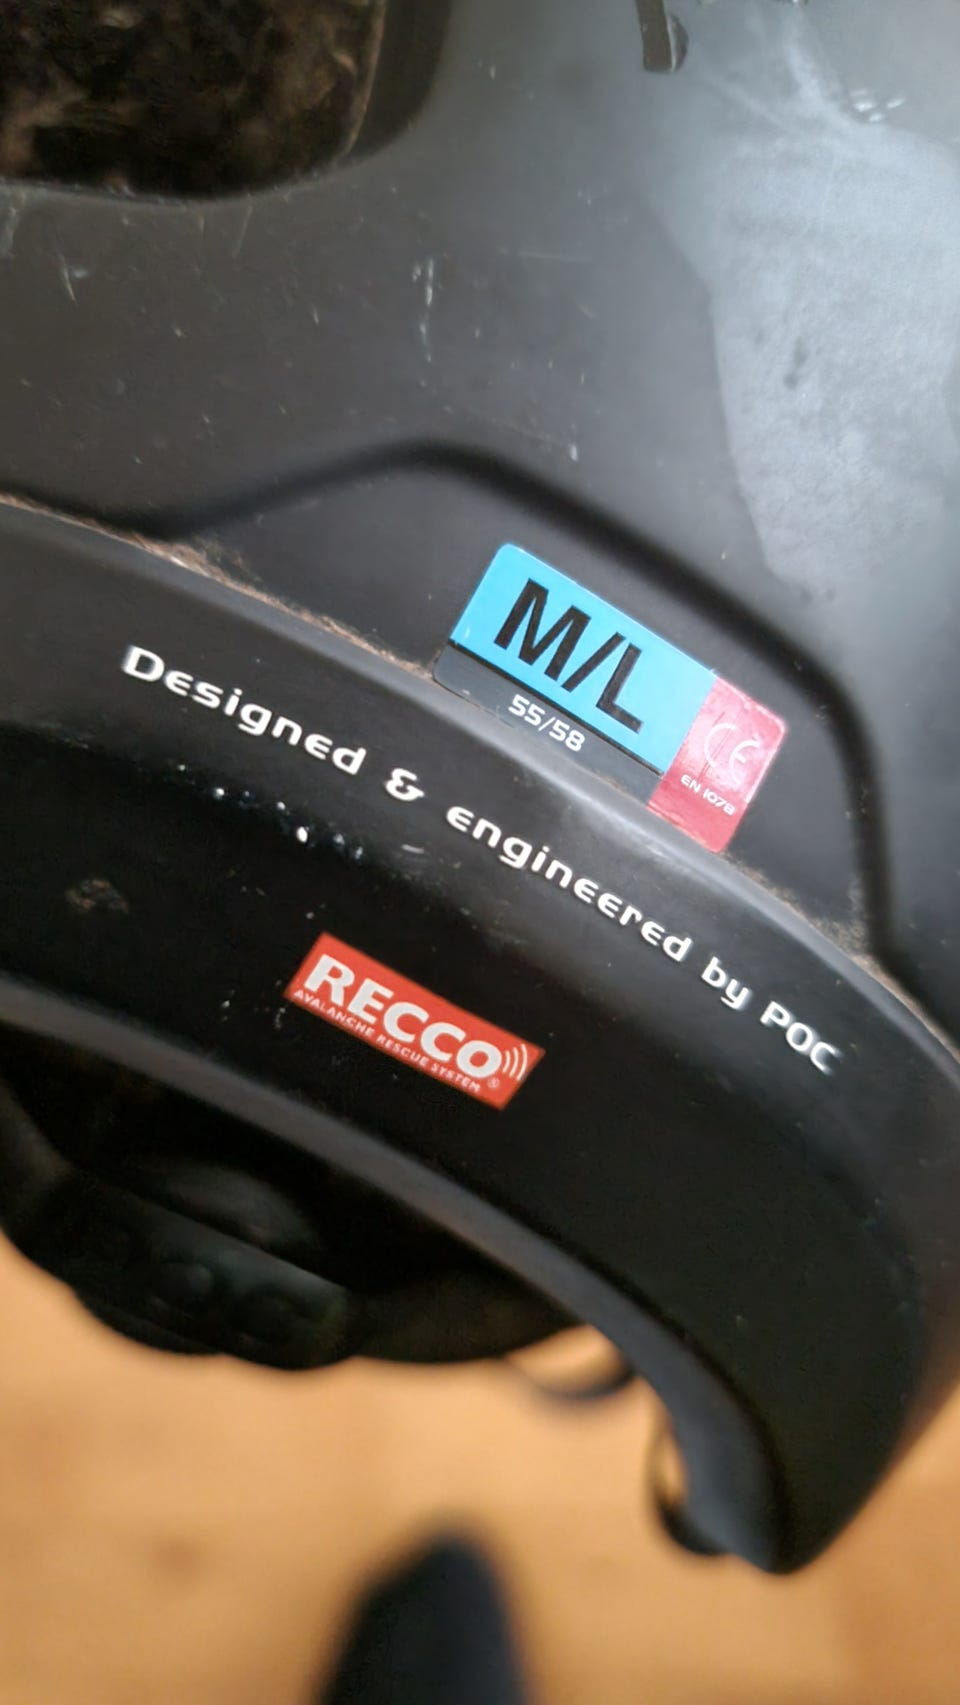 M/L
55/58
CE
EN 1078
Designed & engineered by POC
RECCO
AVALANCHE RESCUE SYSTEM
®